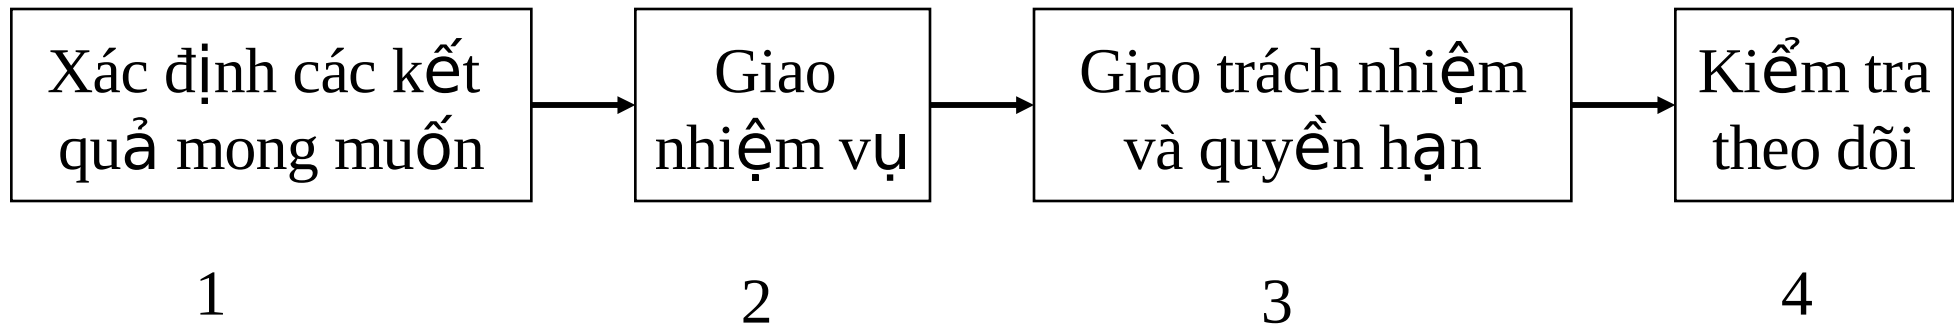 Xác định các kết
quả mong muốn
Giao
nhiệm vụ
Giao trách nhiệm
và quyền hạn
Kiểm tra
theo dõi
1
2
3
4